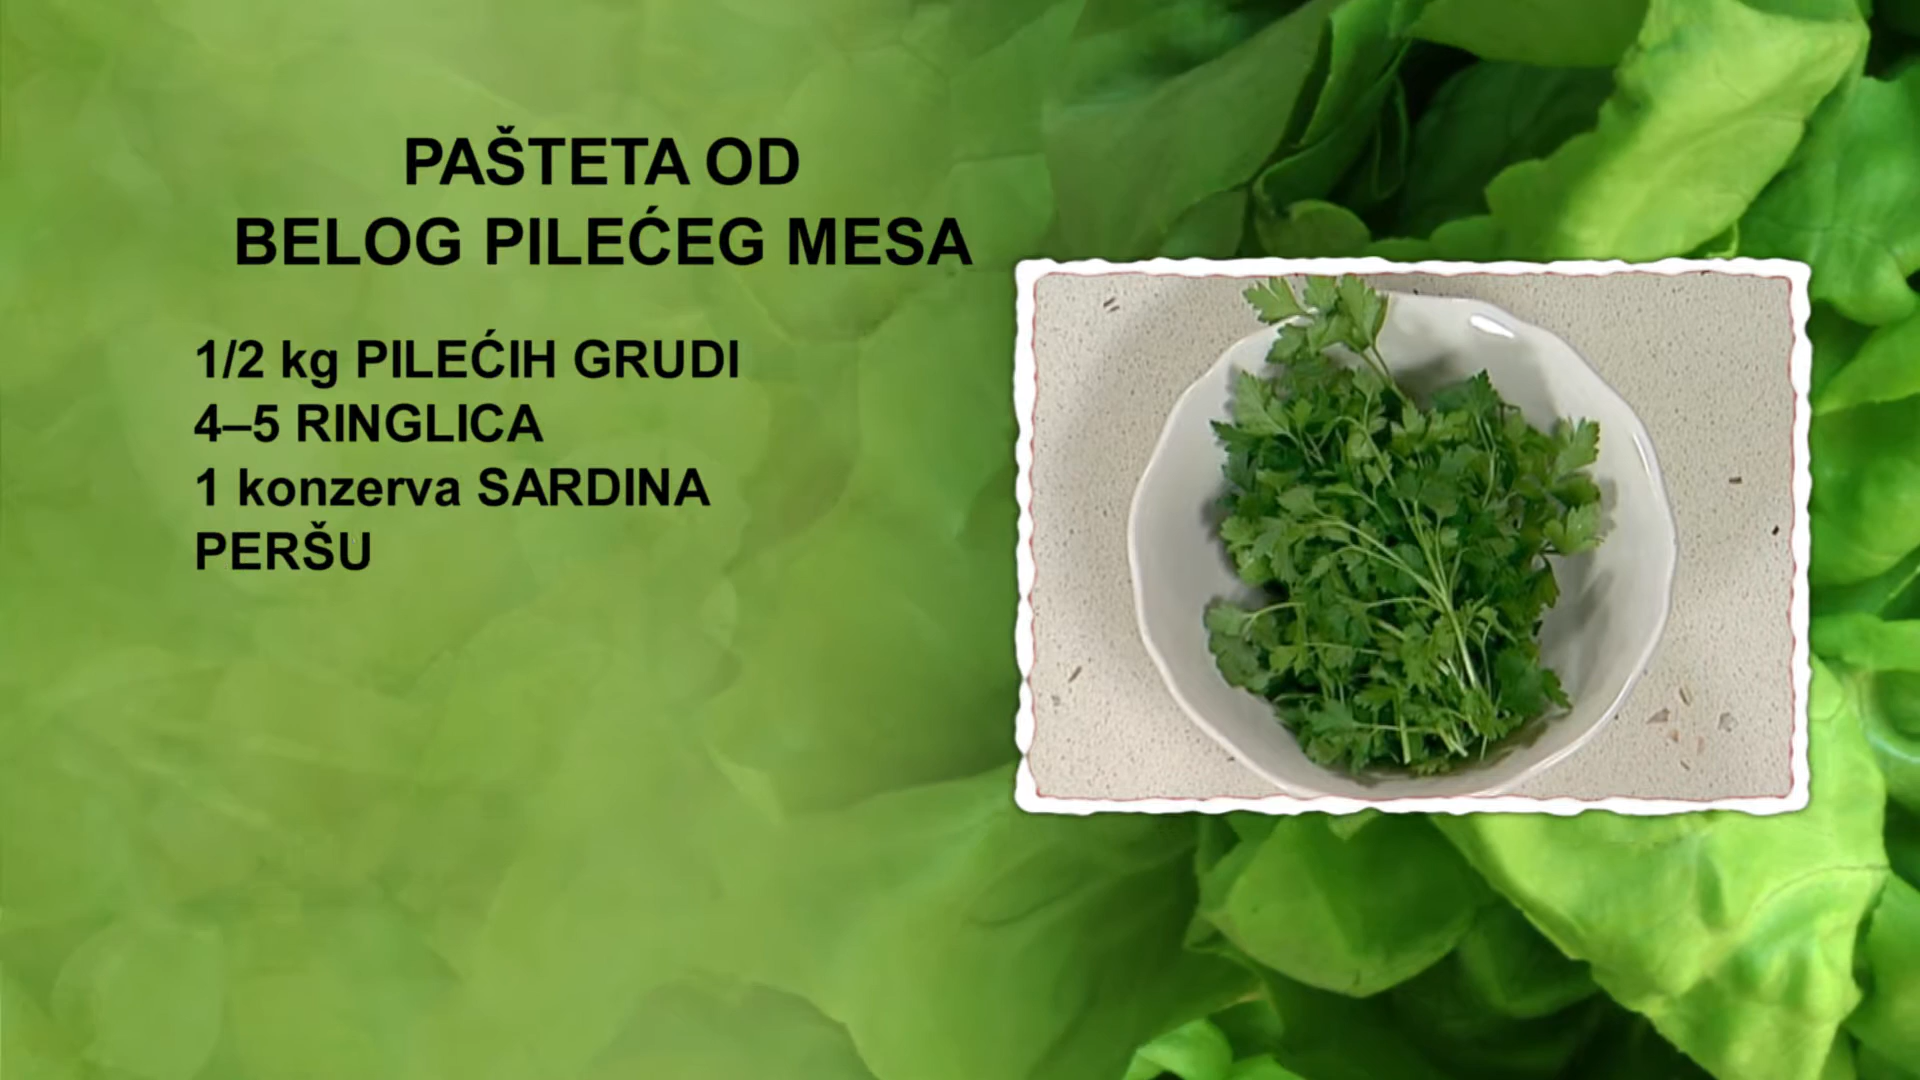 PAŠTETA OD
BELOG PILEĆEG MESA
1/2 kg PILEĆIH GRUDI
4–5 RINGLICA
1 konzerva SARDINA
PERŠU